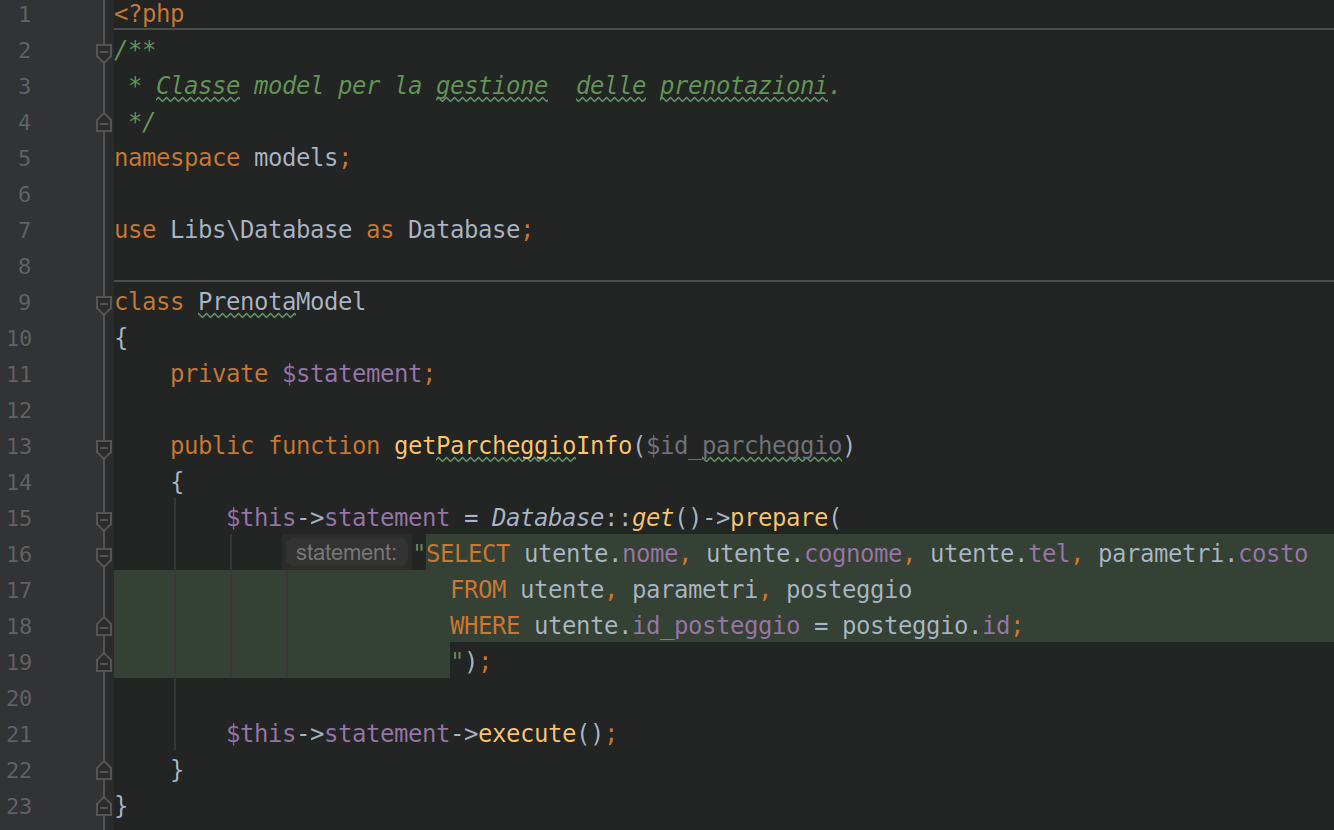 1 <?php
2 /**
3  * Classe model per la gestione  delle prenotazioni.
4  */
5 namespace models;
6
7 use Libs\Database as Database;
8
9 class PrenotaModel
10 {
11     private $statement;
12
13     public function getParcheggioInfo($id_parcheggio)
14     {
15         $this->statement = Database::get()->prepare(
16             statement: "SELECT utente.nome, utente.cognome, utente.tel, parametri.costo
17                         FROM utente, parametri, posteggio
18                         WHERE utente.id_posteggio = posteggio.id;
19                         ");
20
21         $this->statement->execute();
22     }
23 }